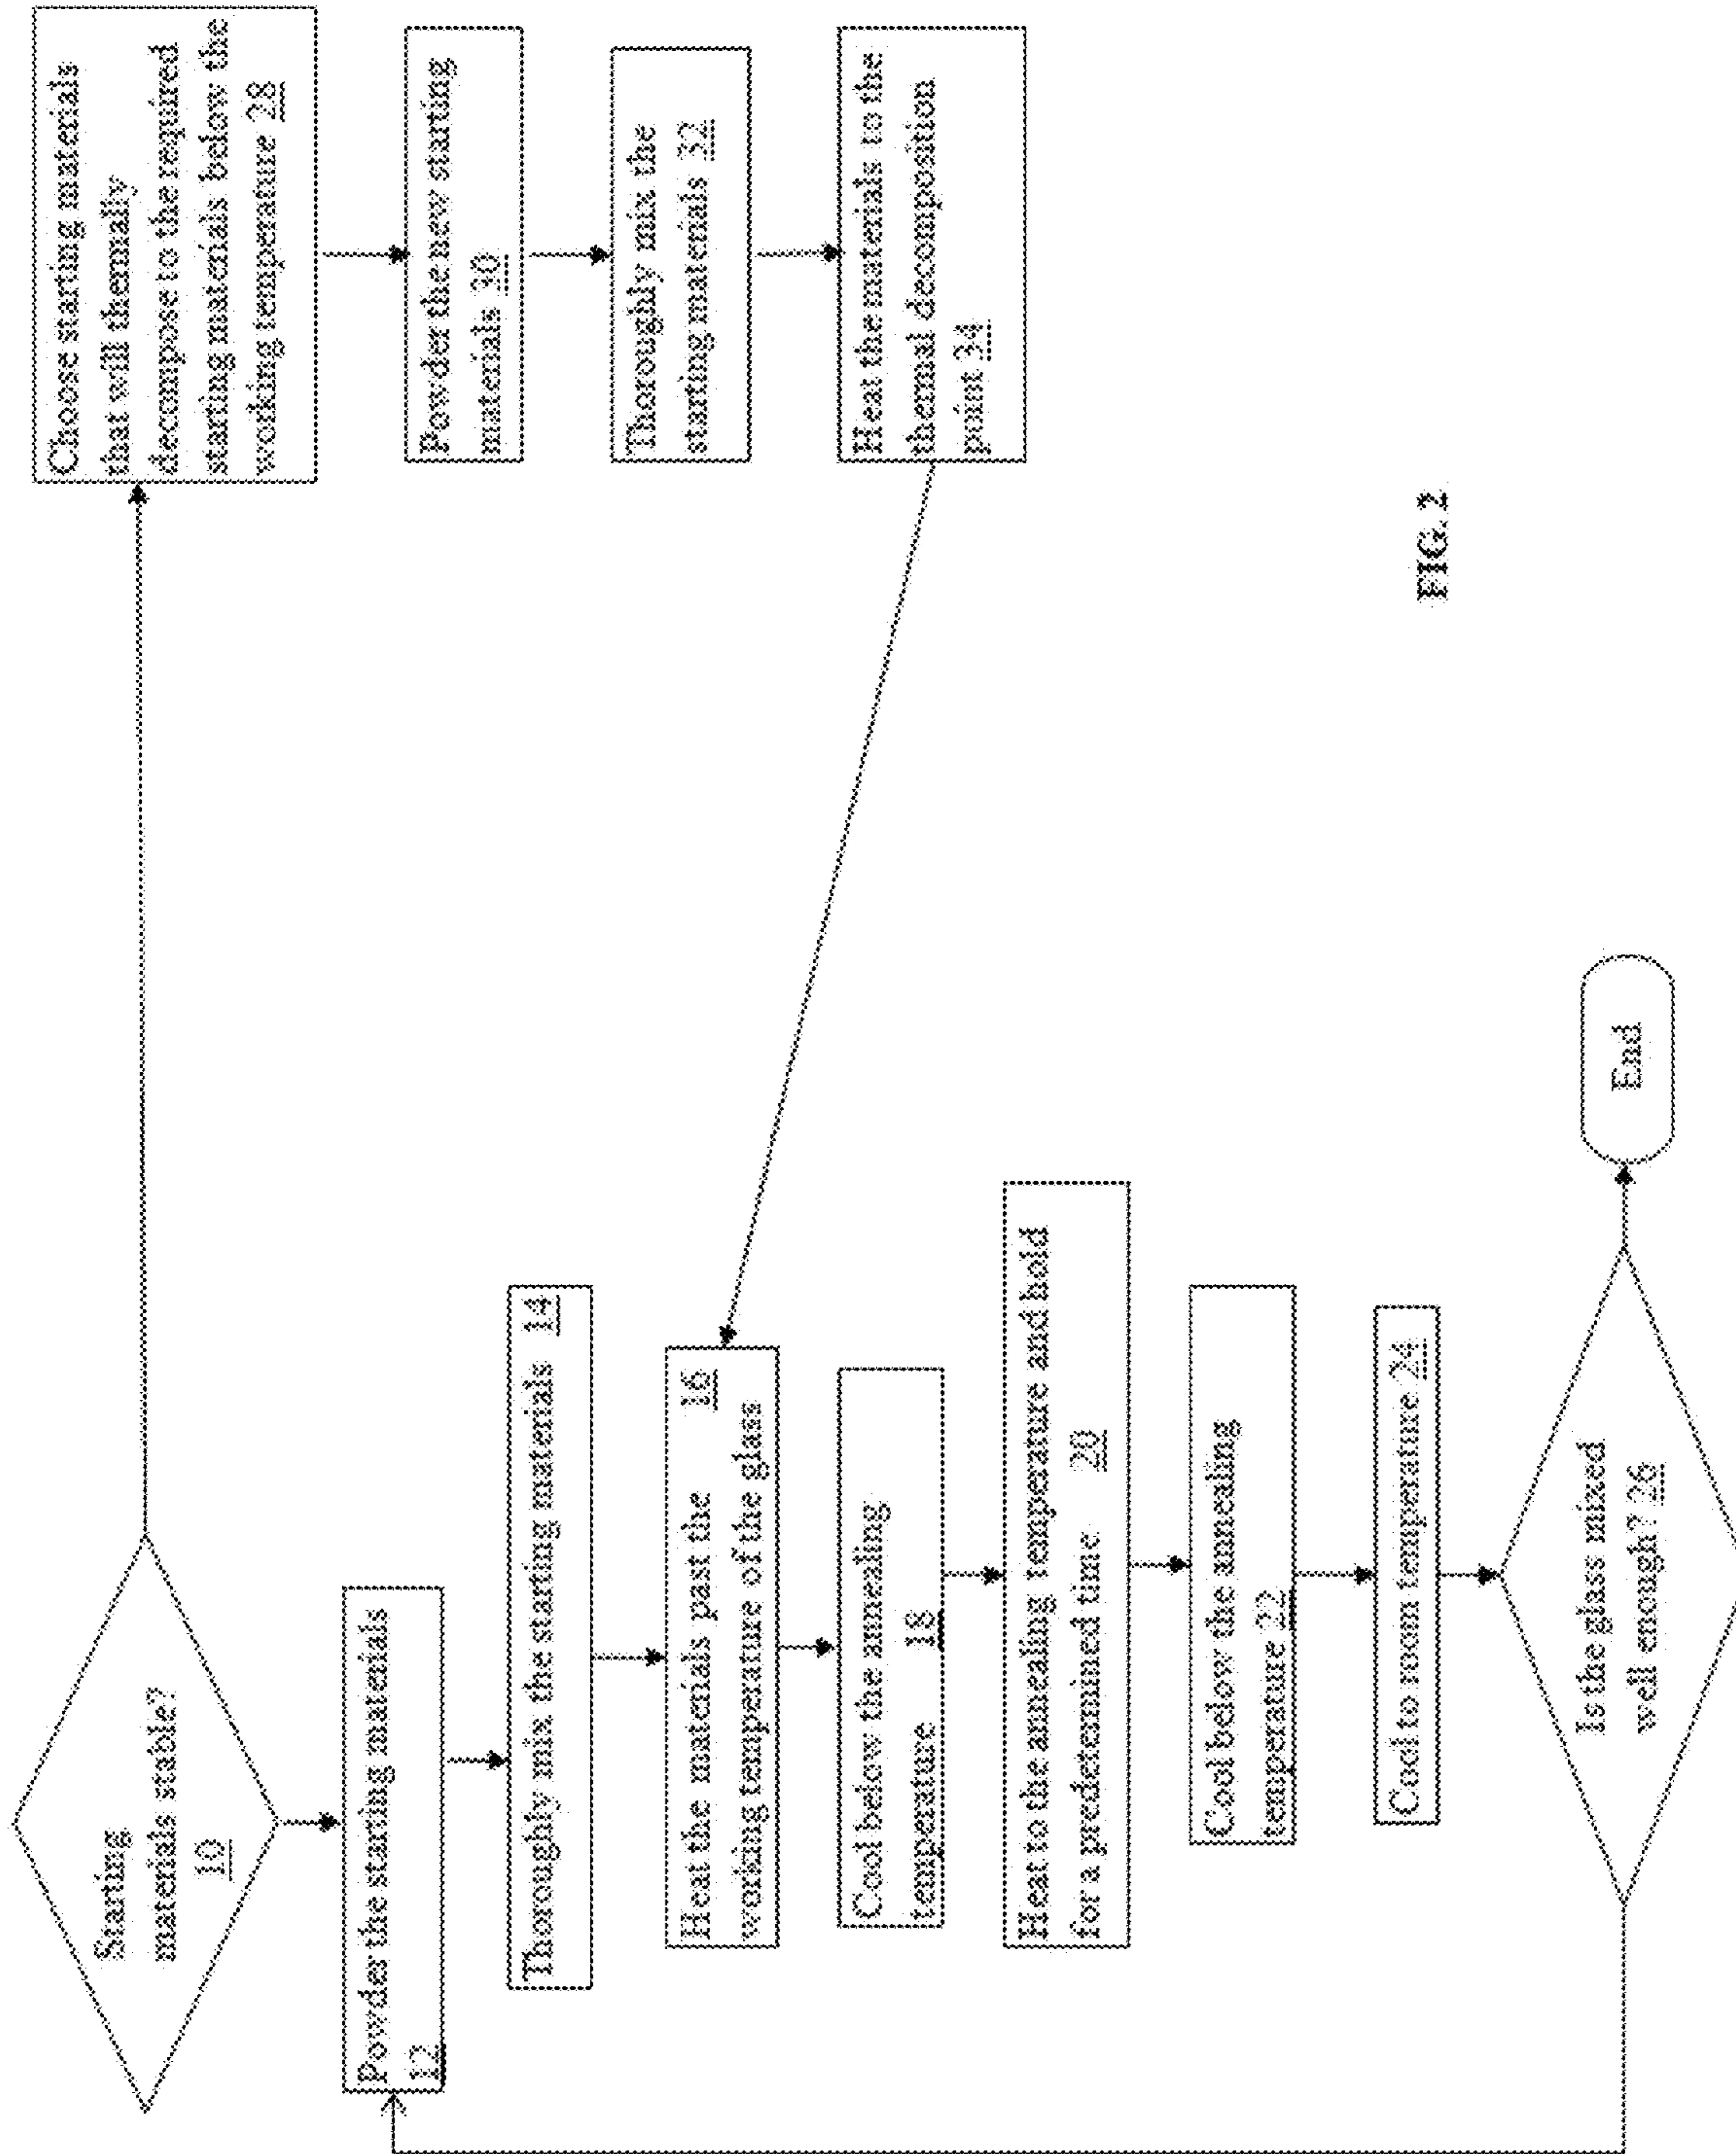 Starting
materials stable?
10
Powder the starting materials
12
Thoroughly mix the starting materials 14
Heat the materials past the 16
working temperature of the glass
Cool below the annealing
temperature 18
Heat to the annealing temperature and hold
for a predetermined time 20
Cool below the annealing
temperature 22
Cool to room temperature 24
Is the glass mixed
well enough? 26
End
Choose starting materials
that will thermally
decompose to the required
starting materials below the
working temperature 28
Powder the new starting
materials 30
Thoroughly mix the
starting materials 32
Heat the materials to the
thermal decomposition
point 34
FIG. 2